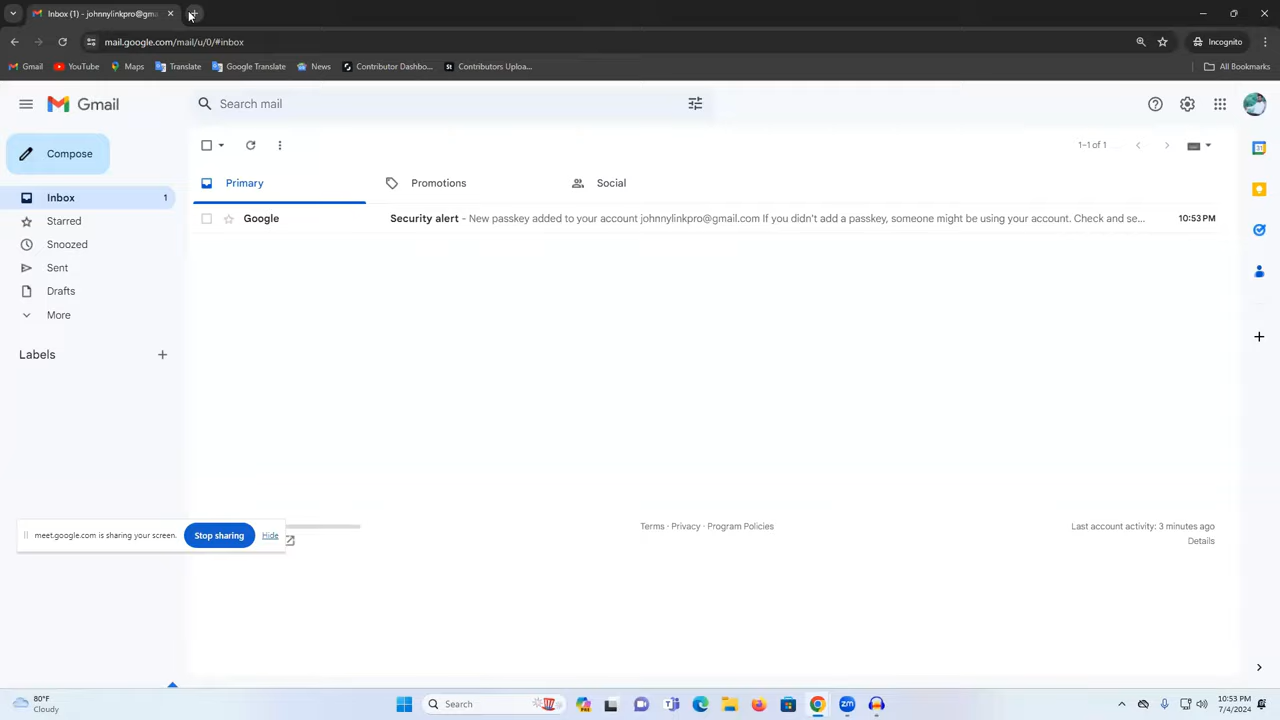 Inbox (1) - johnnylinkpro@gma
mail.google.com/mail/u/0/#inbox
Incognito
Gmail YouTube Maps Translate Google Translate News Contributor Dashbo... Contributors Uploa... All Bookmarks
Gmail
Search mail
Compose
1–1 of 1
Primary Promotions Social
Inbox 1
Google Security alert - New passkey added to your account johnnylinkpro@gmail.com If you didn't add a passkey, someone might be using your account. Check and se... 10:53 PM
Starred
Snoozed
Sent
Drafts
More
Labels
Terms · Privacy · Program Policies
Last account activity: 3 minutes ago
Details
meet.google.com is sharing your screen. Stop sharing Hide
80°F
Cloudy
Search
10:53 PM
7/4/2024